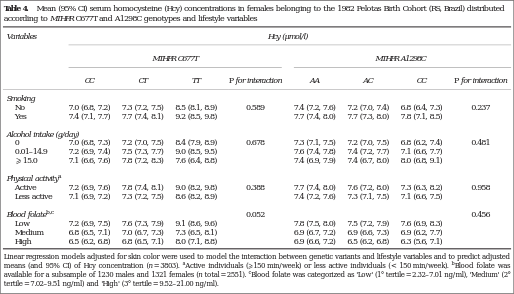 Table 4. Mean (95% CI) serum homocysteine (Hcy) concentrations in females belonging to the 1982 Pelotas Birth Cohort (RS, Brazil) distributed
according to MTHFR C677T and A1298C genotypes and lifestyle variables
Variables Hcy (μmol/l)
MTHFR C677T MTHFR A1298C
CC CT TT P for interaction AA AC CC P for interaction
Smoking
No 7.0 (6.8, 7.2) 7.3 (7.2, 7.5) 8.5 (8.1, 8.9) 0.589 7.4 (7.2, 7.6) 7.2 (7.0, 7.4) 6.8 (6.4, 7.3) 0.237
Yes 7.4 (7.1, 7.7) 7.7 (7.4, 8.1) 9.2 (8.5, 9.8) 7.7 (7.4, 8.0) 7.7 (7.3, 8.0) 7.8 (7.1, 8.5)
Alcohol intake (g/day)
0 7.0 (6.8, 7.3) 7.2 (7.0, 7.5) 8.4 (7.9, 8.9) 0.678 7.3 (7.1, 7.5) 7.2 (7.0, 7.5) 6.8 (6.2, 7.4) 0.481
0.01–14.9 7.2 (6.9, 7.4) 7.5 (7.3, 7.7) 9.0 (8.5, 9.5) 7.6 (7.4, 7.8) 7.4 (7.2, 7.7) 7.1 (6.6, 7.7)
⩾ 15.0 7.1 (6.6, 7.6) 7.8 (7.2, 8.3) 7.6 (6.4, 8.8) 7.4 (6.9, 7.9) 7.4 (6.7, 8.0) 8.0 (6.8, 9.1)
Physical activityᵃ
Active 7.2 (6.9, 7.6) 7.8 (7.4, 8.1) 9.0 (8.2, 9.8) 0.388 7.7 (7.4, 8.0) 7.6 (7.2, 8.0) 7.3 (6.3, 8.2) 0.958
Less active 7.1 (6.9, 7.2) 7.3 (7.2, 7.5) 8.6 (8.2, 8.9) 7.4 (7.2, 7.6) 7.3 (7.1, 7.5) 7.1 (6.6, 7.5)
Blood folateᵇ,ᶜ 0.052 0.456
Low 7.2 (6.9, 7.5) 7.6 (7.3, 7.9) 9.1 (8.6, 9.6) 7.8 (7.5, 8.0) 7.5 (7.2, 7.9) 7.6 (6.9, 8.3)
Medium 6.8 (6.5, 7.1) 7.0 (6.7, 7.3) 7.3 (6.5, 8.1) 6.9 (6.7, 7.2) 6.9 (6.6, 7.3) 6.9 (6.2, 7.7)
High 6.5 (6.2, 6.8) 6.8 (6.5, 7.1) 8.0 (7.1, 8.8) 6.9 (6.6, 7.2) 6.5 (6.2, 6.8) 6.3 (5.6, 7.1)
Linear regression models adjusted for skin color were used to model the interaction between genetic variants and lifestyle variables and to predict adjusted
means (and 95% CI) of Hcy concentration (n = 3803). ᵃActive individuals (⩾150 min/week) or less active individuals (< 150 min/week). ᵇBlood folate was
available for a subsample of 1230 males and 1321 females (n total = 2551). ᶜBlood folate was categorized as 'Low' (1° tertile = 2.32–7.01 ng/ml), 'Medium' (2°
tertile = 7.02–9.51 ng/ml) and 'High' (3° tertile = 9.52–21.00 ng/ml).